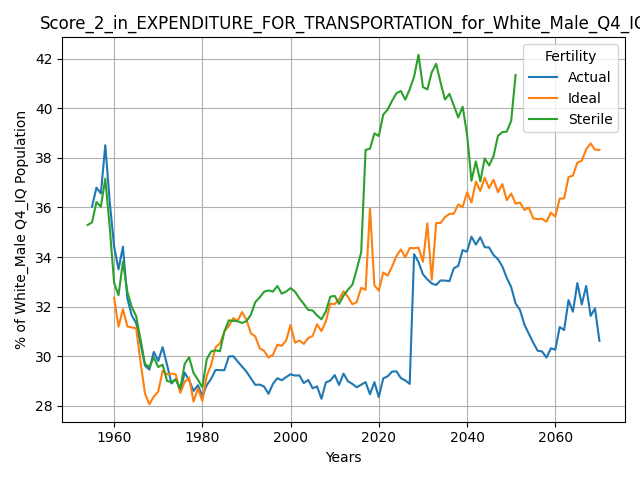 Score_2_in_EXPENDITURE_FOR_TRANSPORTATION_for_White_Male_Q4_IQ
% of White_Male Q4_IQ Population
42
40
38
36
34
32
30
28
Fertility
Actual
Ideal
Sterile
1960 1980 2000 2020 2040 2060
Years